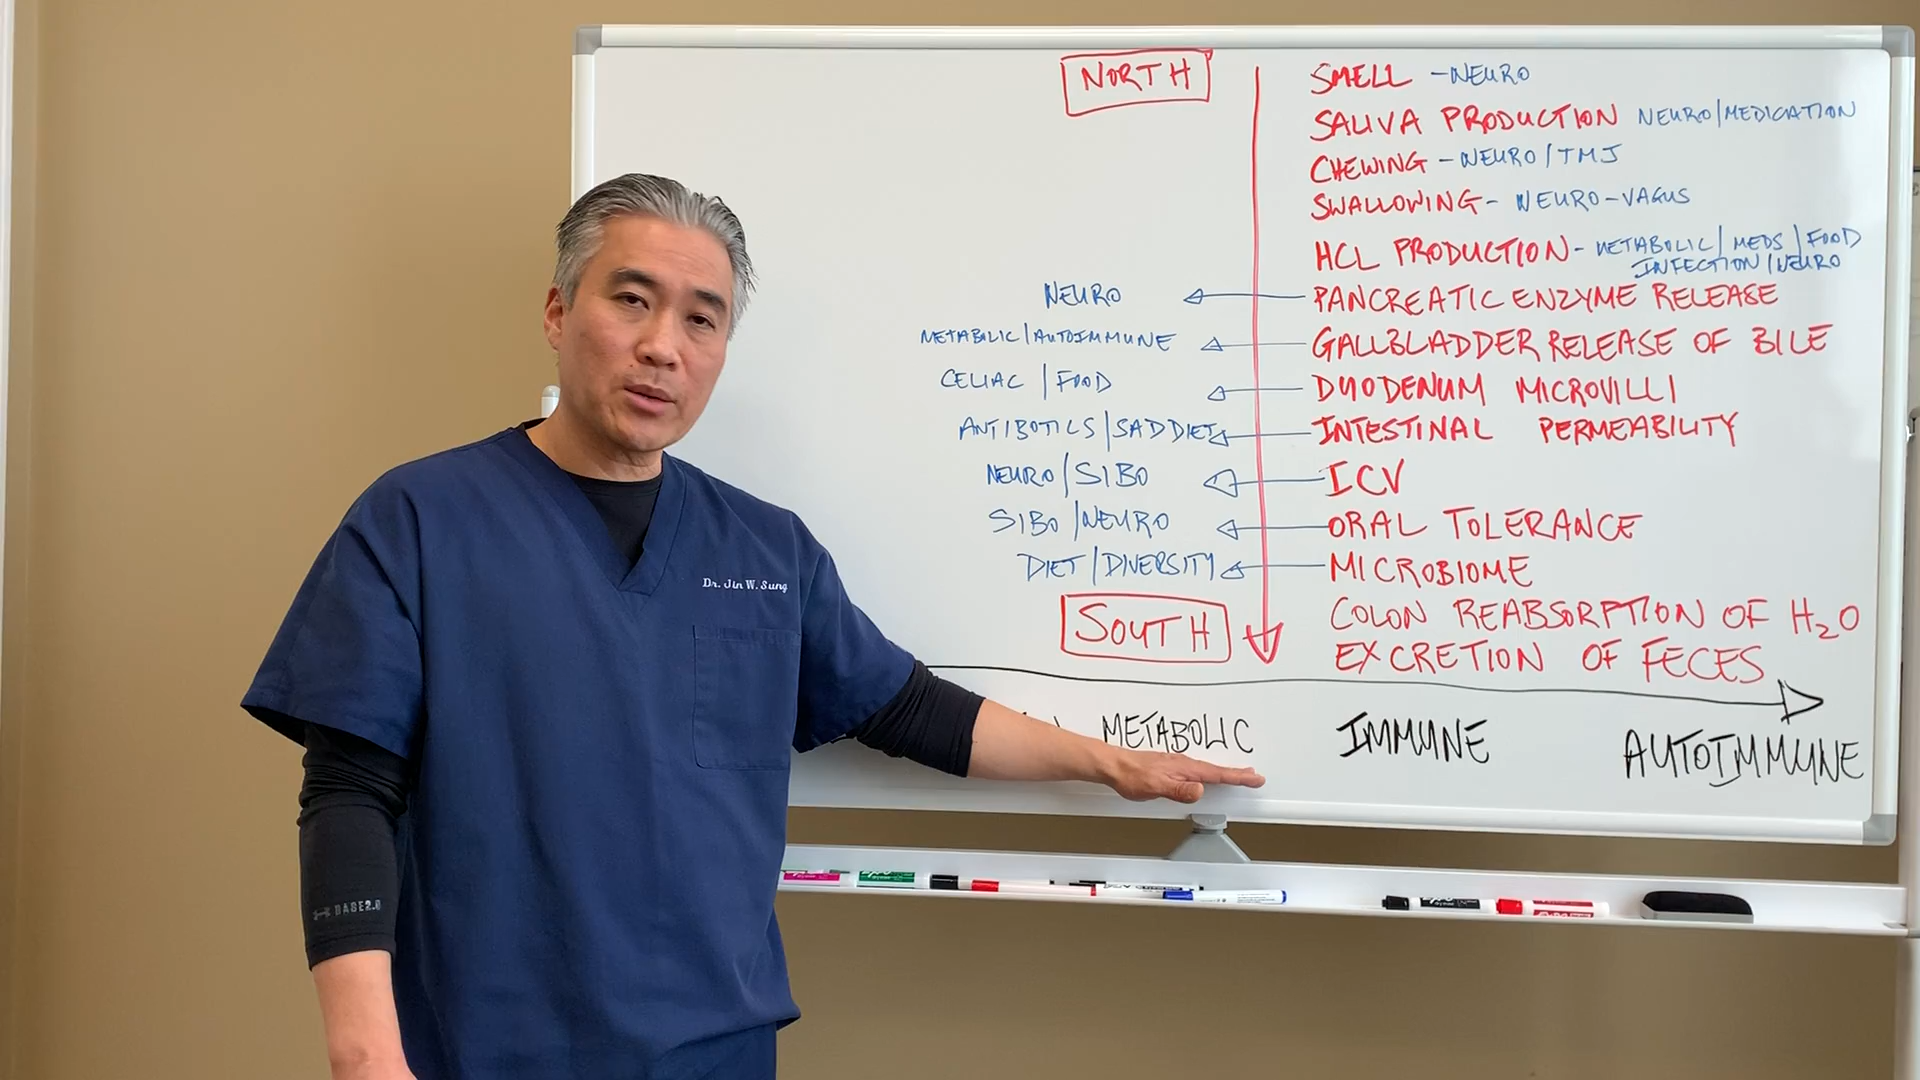 NORTH
SMELL - NEURO
SALIVA PRODUCTION NEURO/MEDICATION
CHEWING - NEURO/TMJ
SWALLOWING - NEURO-VAGUS
HCL PRODUCTION - METABOLIC/MEDS/FOOD
INFECTION/NEURO
NEURO PANCREATIC ENZYME RELEASE
METABOLIC/AUTOIMMUNE GALLBLADDER RELEASE OF BILE
CELIAC/FOOD DUODENUM MICROVILLI
ANTIBOTICS/SAD DIET INTESTINAL PERMEABILITY
NEURO/SIBO ICV
SIBO/NEURO ORAL TOLERANCE
DIET/DIVERSITY MICROBIOME
SOUTH
COLON REABSORPTION OF H2O
EXCRETION OF FECES
METABOLIC IMMUNE AUTOIMMUNE
Dr. Jin W. Sung
BASE2.0